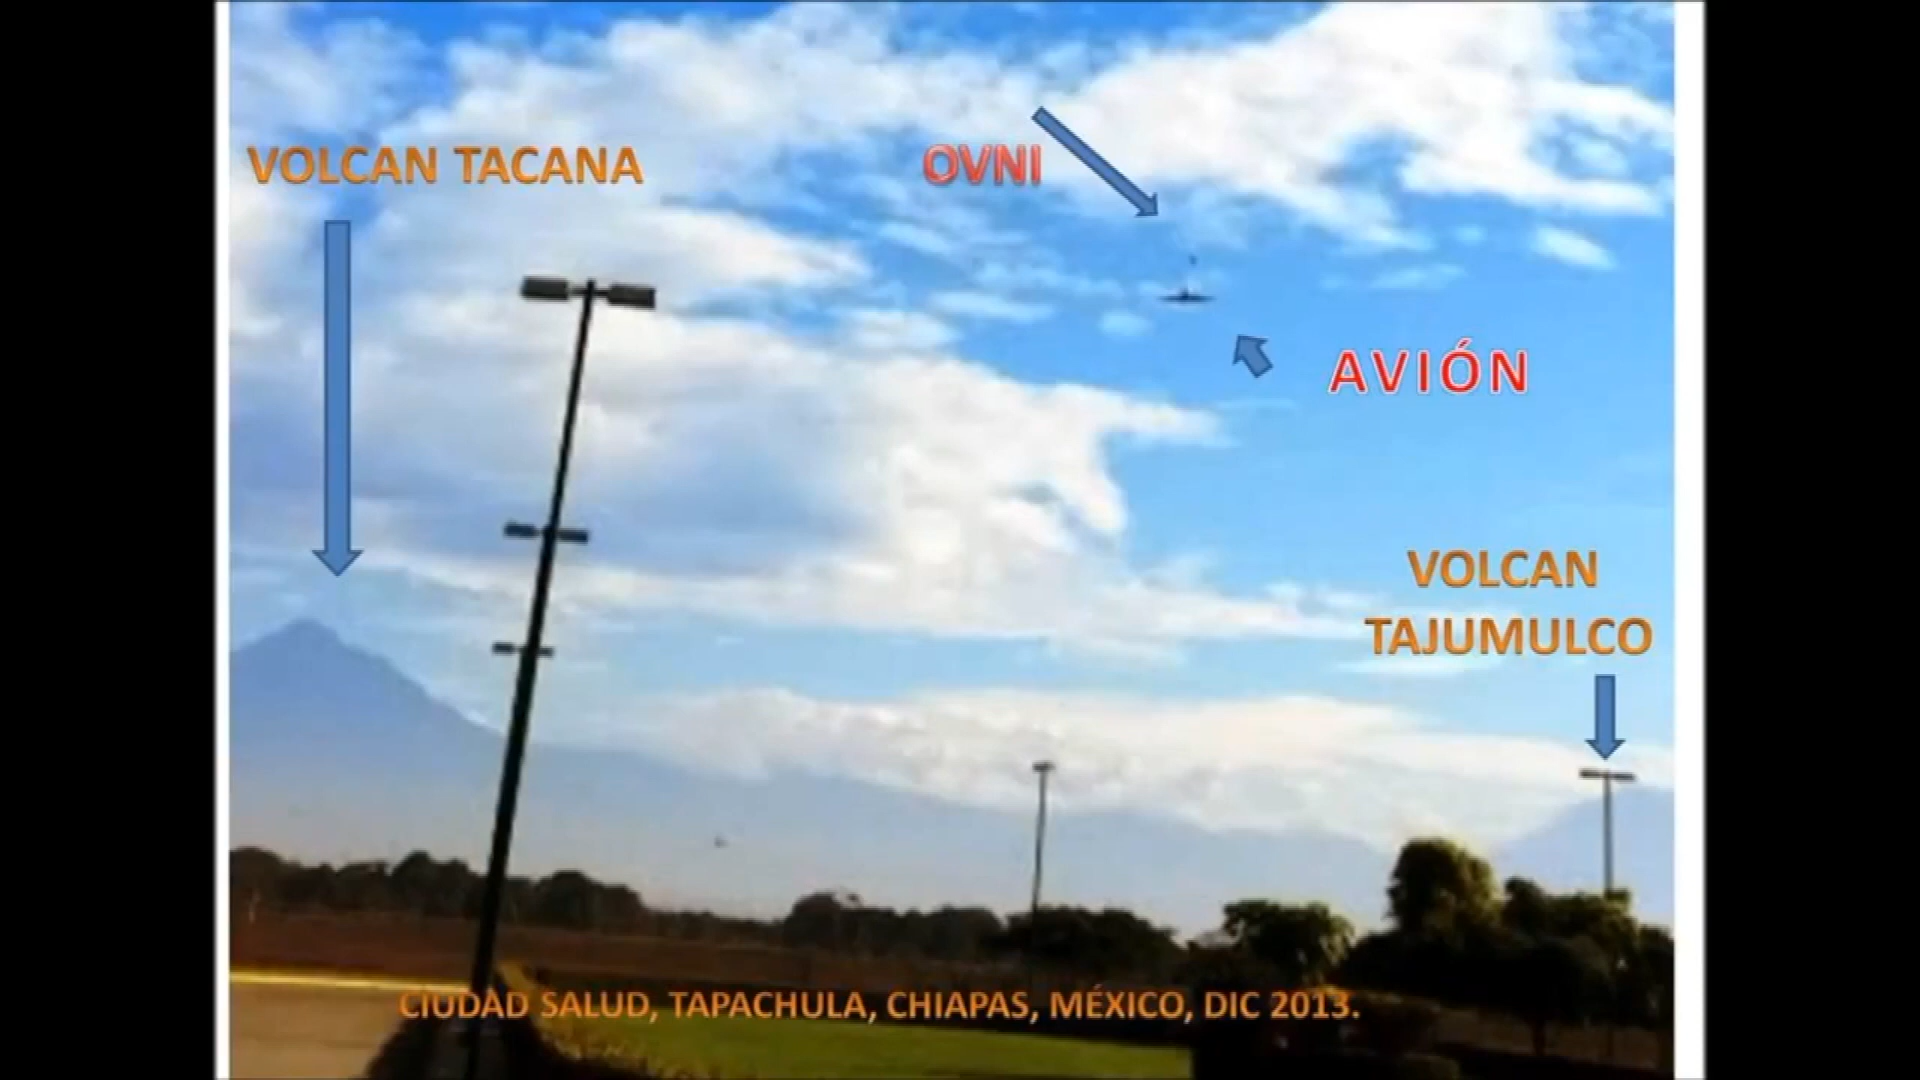 VOLCAN TACANA
OVNI
AVIÓN
VOLCAN
TAJUMULCO
CIUDAD SALUD, TAPACHULA, CHIAPAS, MÉXICO, DIC 2013.